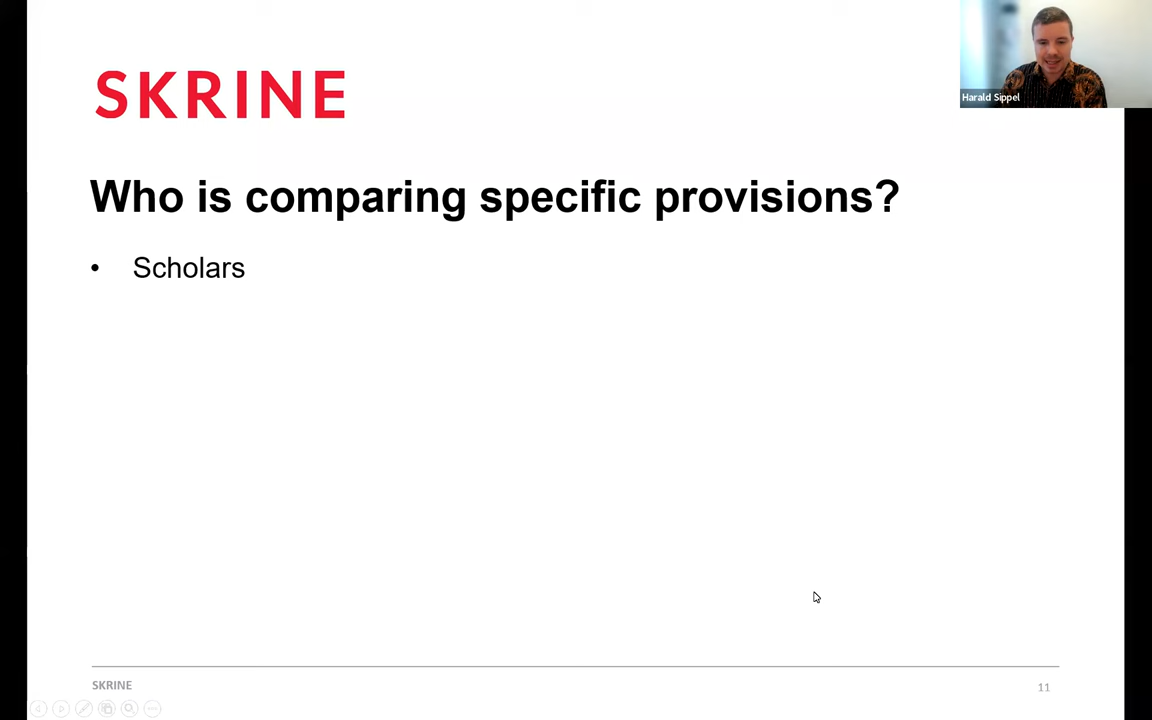 Harald Sippel
SKRINE
Who is comparing specific provisions?
• Scholars
SKRINE
11